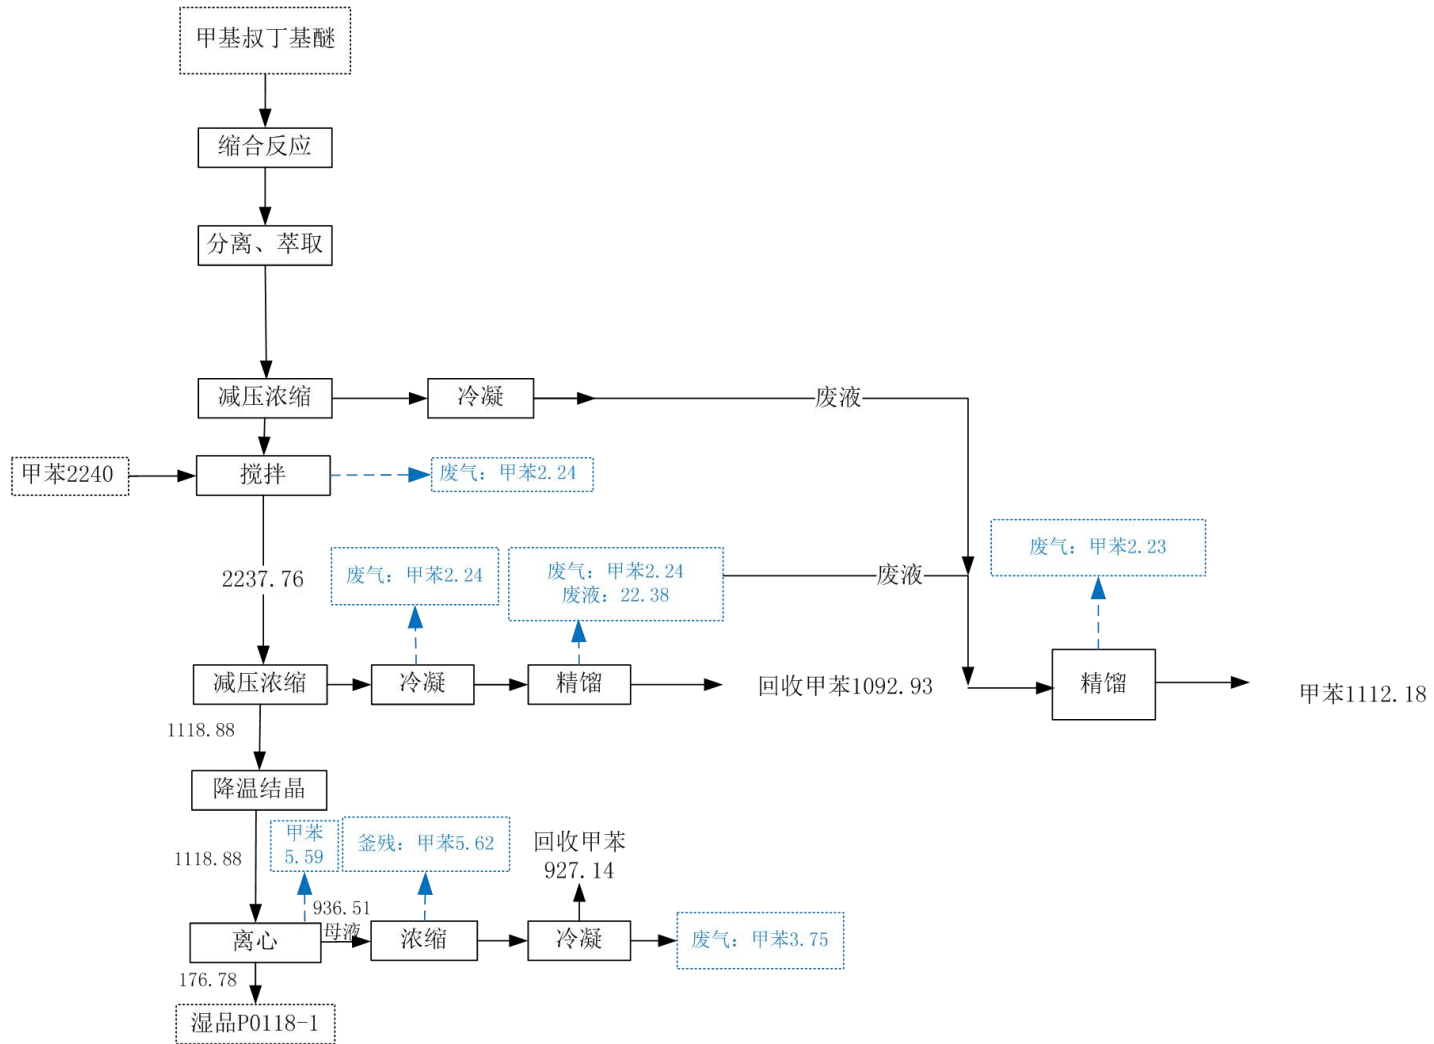 甲基叔丁基醚
缩合反应
分离、萃取
减压浓缩
冷凝
废液
甲苯2240
搅拌
废气：甲苯2.24
2237.76
废气：甲苯2.24
废气：甲苯2.24
废液：22.38
废液
废气：甲苯2.23
减压浓缩
冷凝
精馏
回收甲苯1092.93
精馏
甲苯1112.18
1118.88
降温结晶
1118.88
甲苯
5.59
釜残：甲苯5.62
回收甲苯
927.14
936.51
母液
离心
浓缩
冷凝
废气：甲苯3.75
176.78
湿品P0118-1